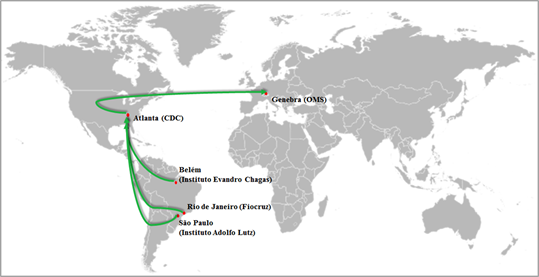 Genebra (OMS)
Atlanta (CDC)
Belém
(Instituto Evandro Chagas)
Rio de Janeiro (Fiocruz)
São Paulo
(Instituto Adolfo Lutz)